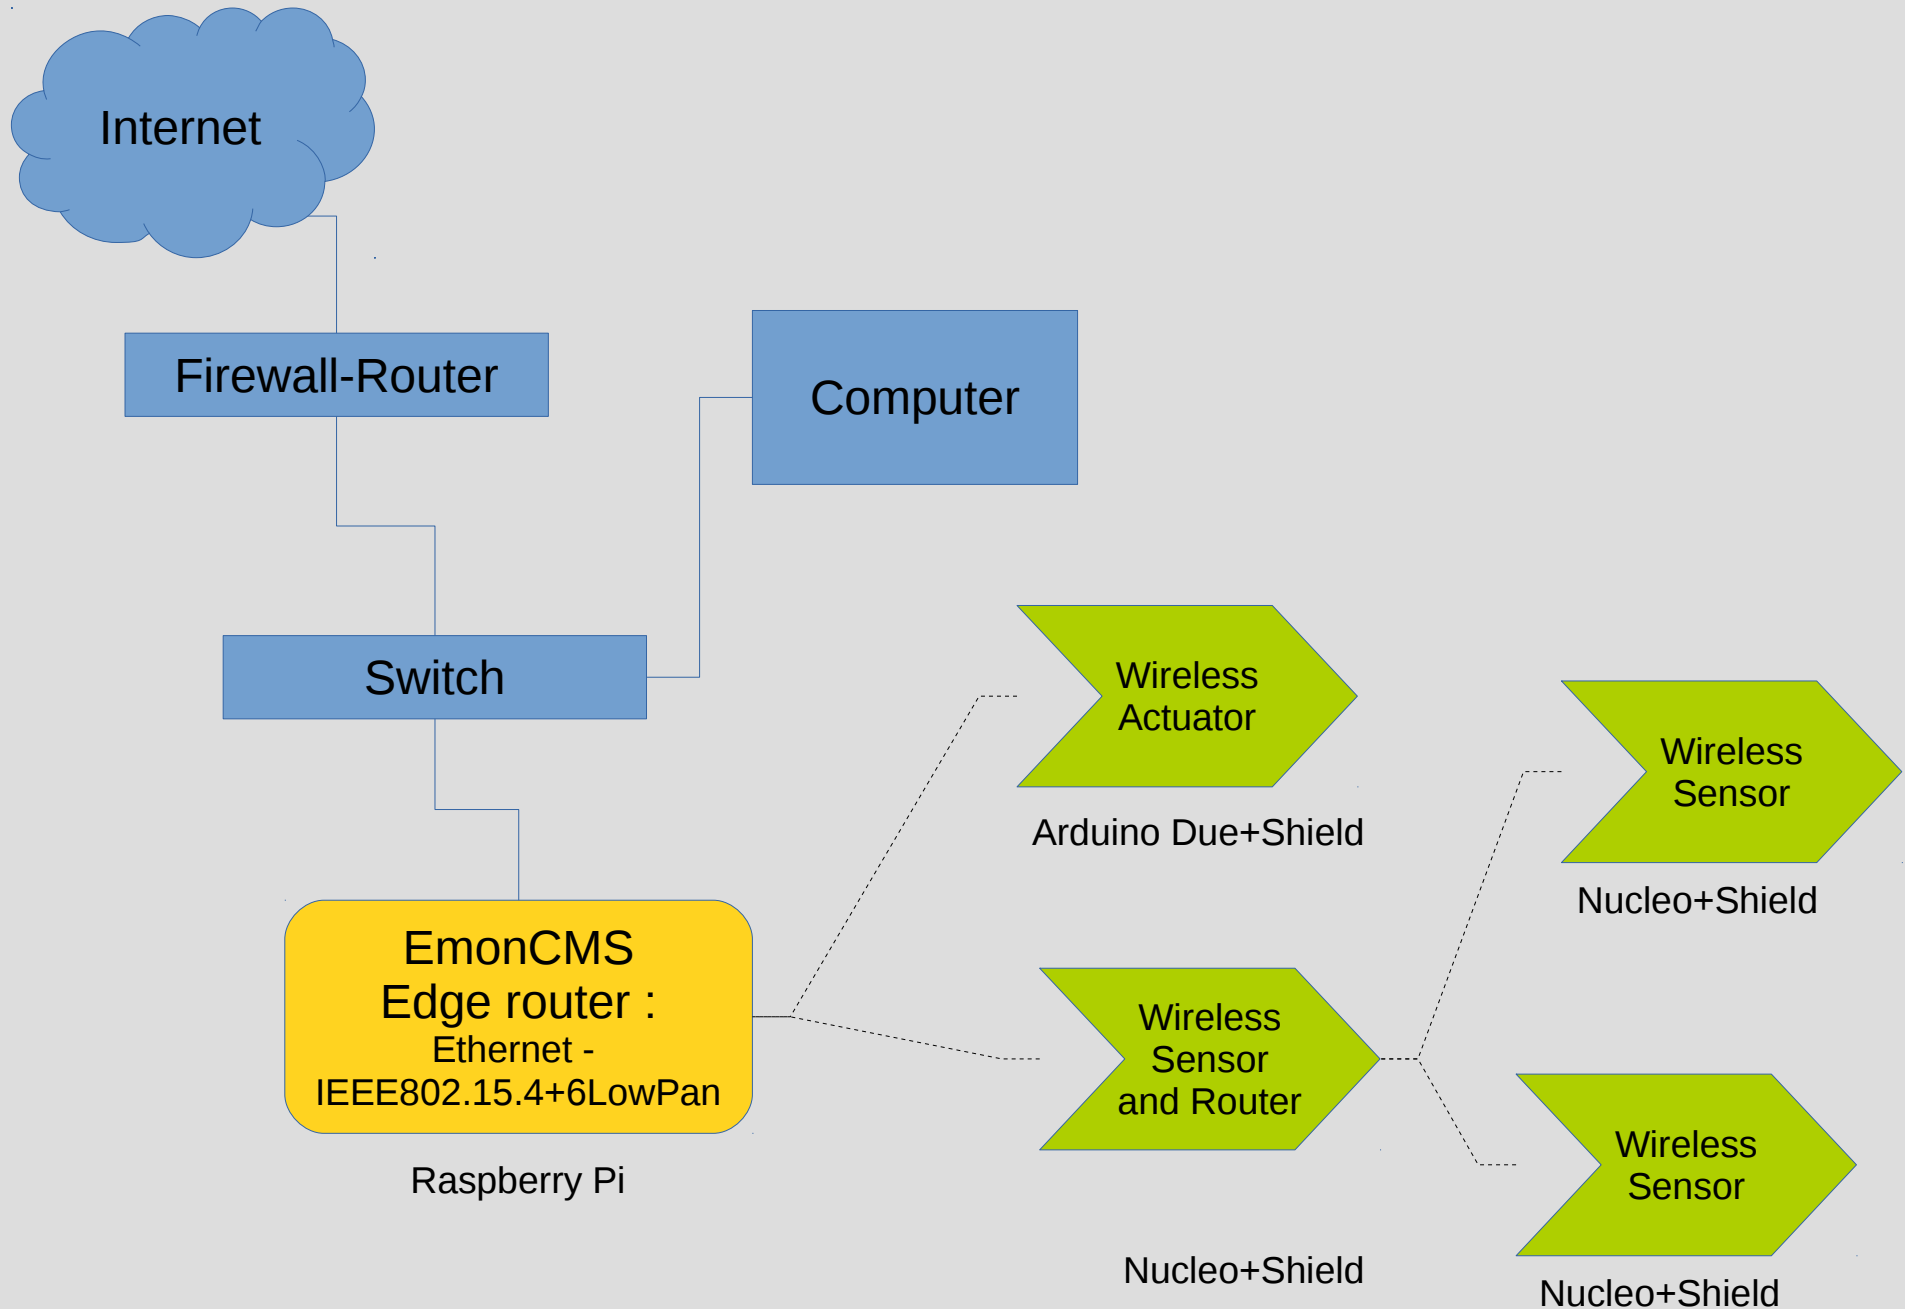 Internet
Firewall-Router
Computer
Switch
Wireless
Actuator
Arduino Due+Shield
Wireless
Sensor
Nucleo+Shield
EmonCMS
Edge router :
Ethernet -
IEEE802.15.4+6LowPan
Raspberry Pi
Wireless
Sensor
and Router
Nucleo+Shield
Wireless
Sensor
Nucleo+Shield